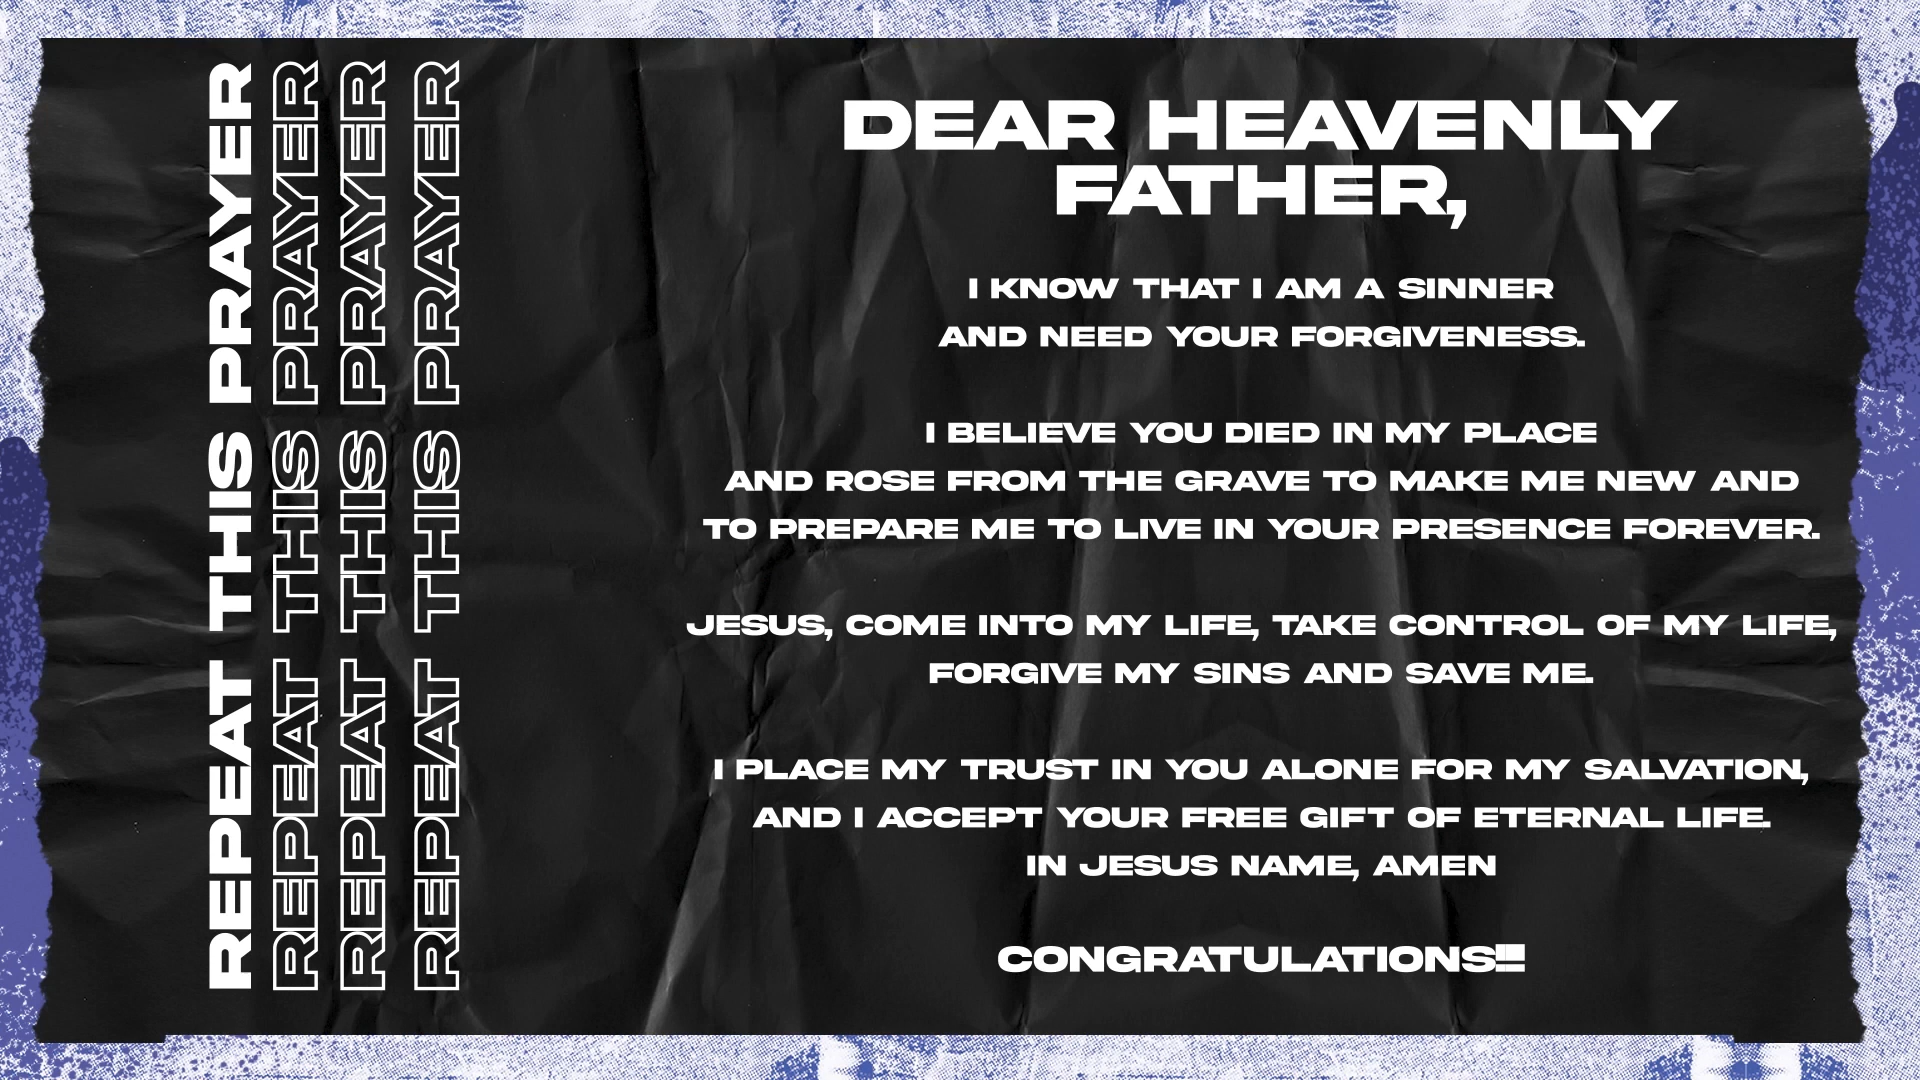 REPEAT THIS PRAYER
REPEAT THIS PRAYER
REPEAT THIS PRAYER
REPEAT THIS PRAYER
DEAR HEAVENLY
FATHER,
I KNOW THAT I AM A SINNER
AND NEED YOUR FORGIVENESS.
I BELIEVE YOU DIED IN MY PLACE
AND ROSE FROM THE GRAVE TO MAKE ME NEW AND
TO PREPARE ME TO LIVE IN YOUR PRESENCE FOREVER.
JESUS, COME INTO MY LIFE, TAKE CONTROL OF MY LIFE,
FORGIVE MY SINS AND SAVE ME.
I PLACE MY TRUST IN YOU ALONE FOR MY SALVATION,
AND I ACCEPT YOUR FREE GIFT OF ETERNAL LIFE.
IN JESUS NAME, AMEN
CONGRATULATIONS!!!